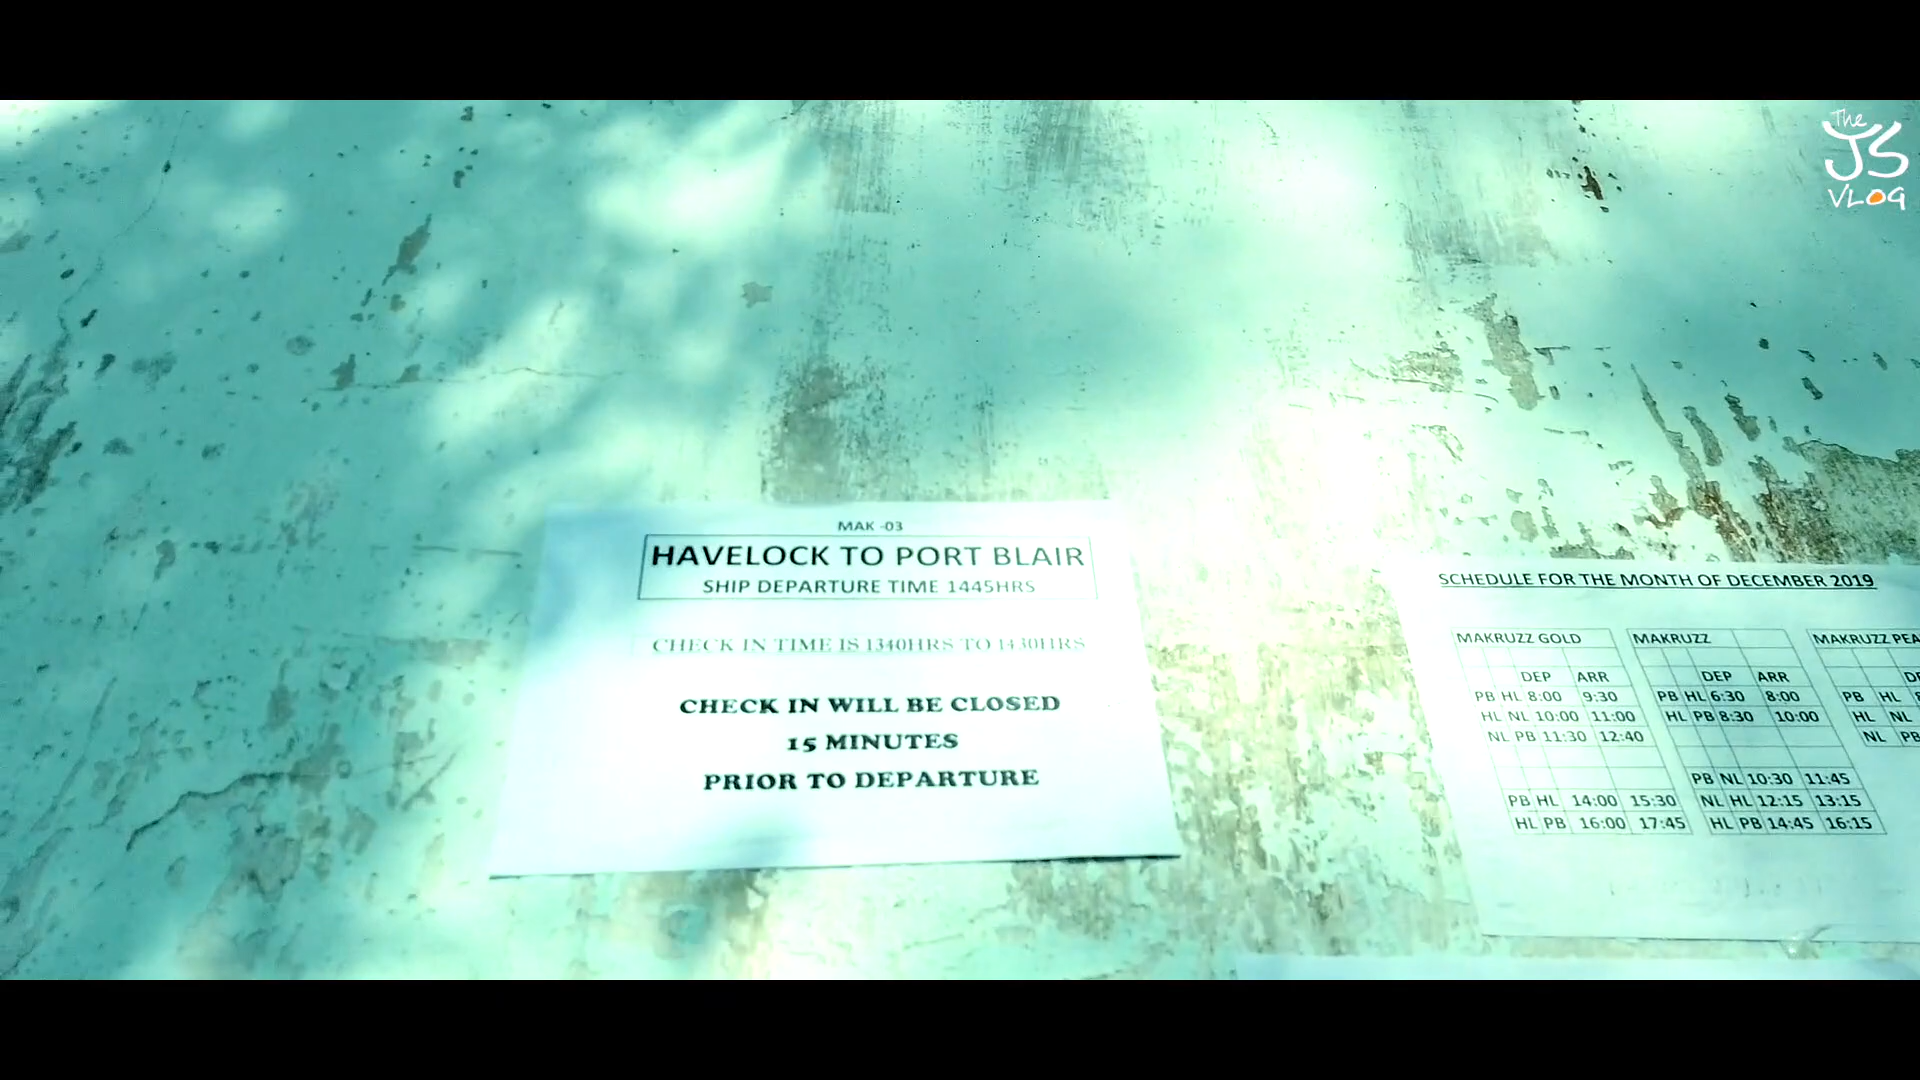 The
JS
VLOG
MAK -03
HAVELOCK TO PORT BLAIR
SHIP DEPARTURE TIME 1445HRS
CHECK IN TIME IS 1340HRS TO 1430HRS
CHECK IN WILL BE CLOSED
15 MINUTES
PRIOR TO DEPARTURE
SCHEDULE FOR THE MONTH OF DECEMBER 2019
MAKRUZZ GOLD
DEP ARR
PB HL 8:00 9:30
HL NL 10:00 11:00
NL PB 11:30 12:40
PB HL 14:00 15:30
HL PB 16:00 17:45
MAKRUZZ
DEP ARR
PB HL 6:30 8:00
HL PB 8:30 10:00
PB NL 10:30 11:45
NL HL 12:15 13:15
HL PB 14:45 16:15
MAKRUZZ PEA
PB HL
HL NL
NL PB